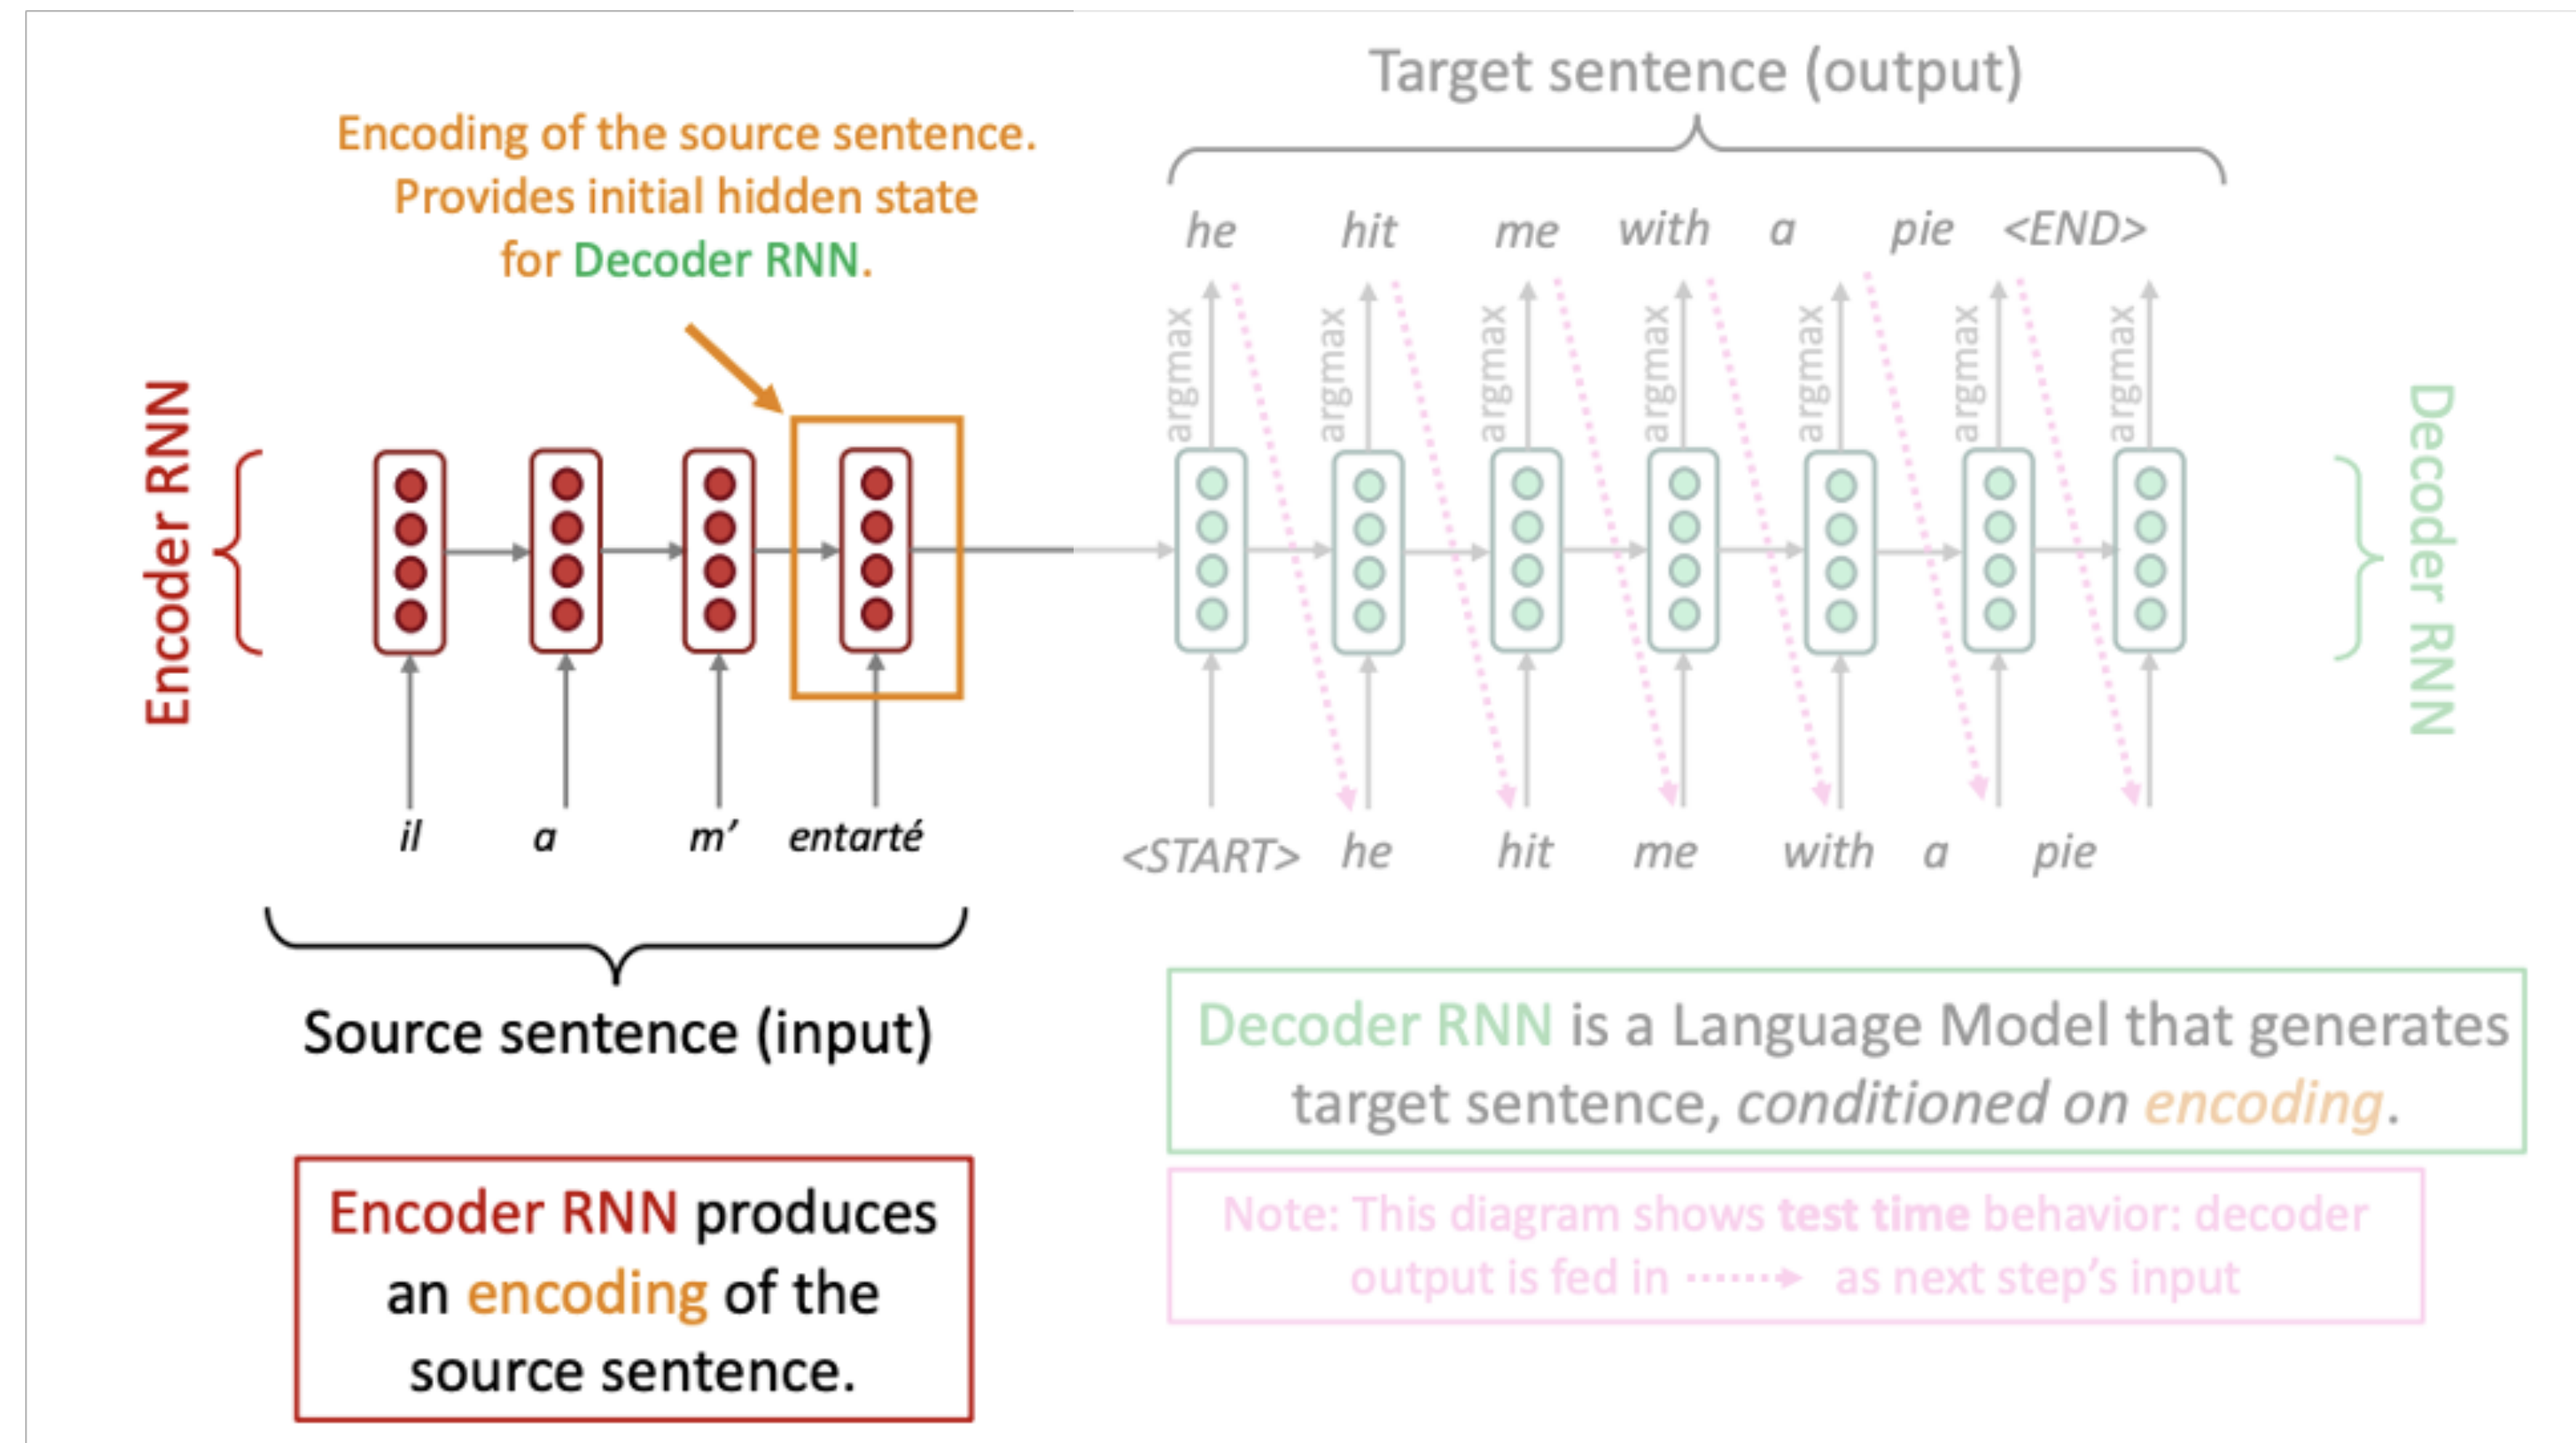 Target sentence (output)
Encoding of the source sentence.
Provides initial hidden state
for Decoder RNN.
he hit me with a pie <END>
argmax argmax argmax argmax argmax argmax argmax
Encoder RNN
Decoder RNN
il a m’ entarté
<START> he hit me with a pie
Source sentence (input)
Encoder RNN produces
an encoding of the
source sentence.
Decoder RNN is a Language Model that generates
target sentence, conditioned on encoding.
Note: This diagram shows test time behavior: decoder
output is fed in as next step’s input